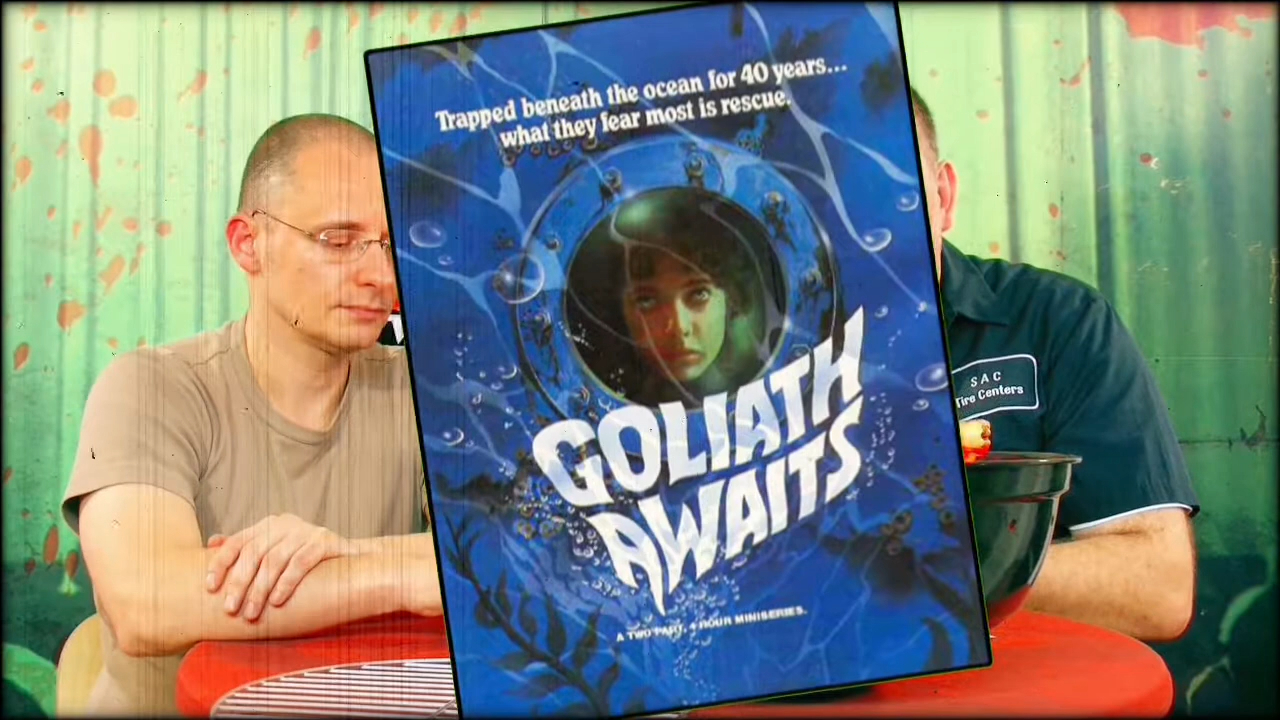 Trapped beneath the ocean for 40 years...
what they fear most is rescue.
GOLIATH
AWAITS
A TWO PART, 4 HOUR MINISERIES.
S A C
Tire Centers